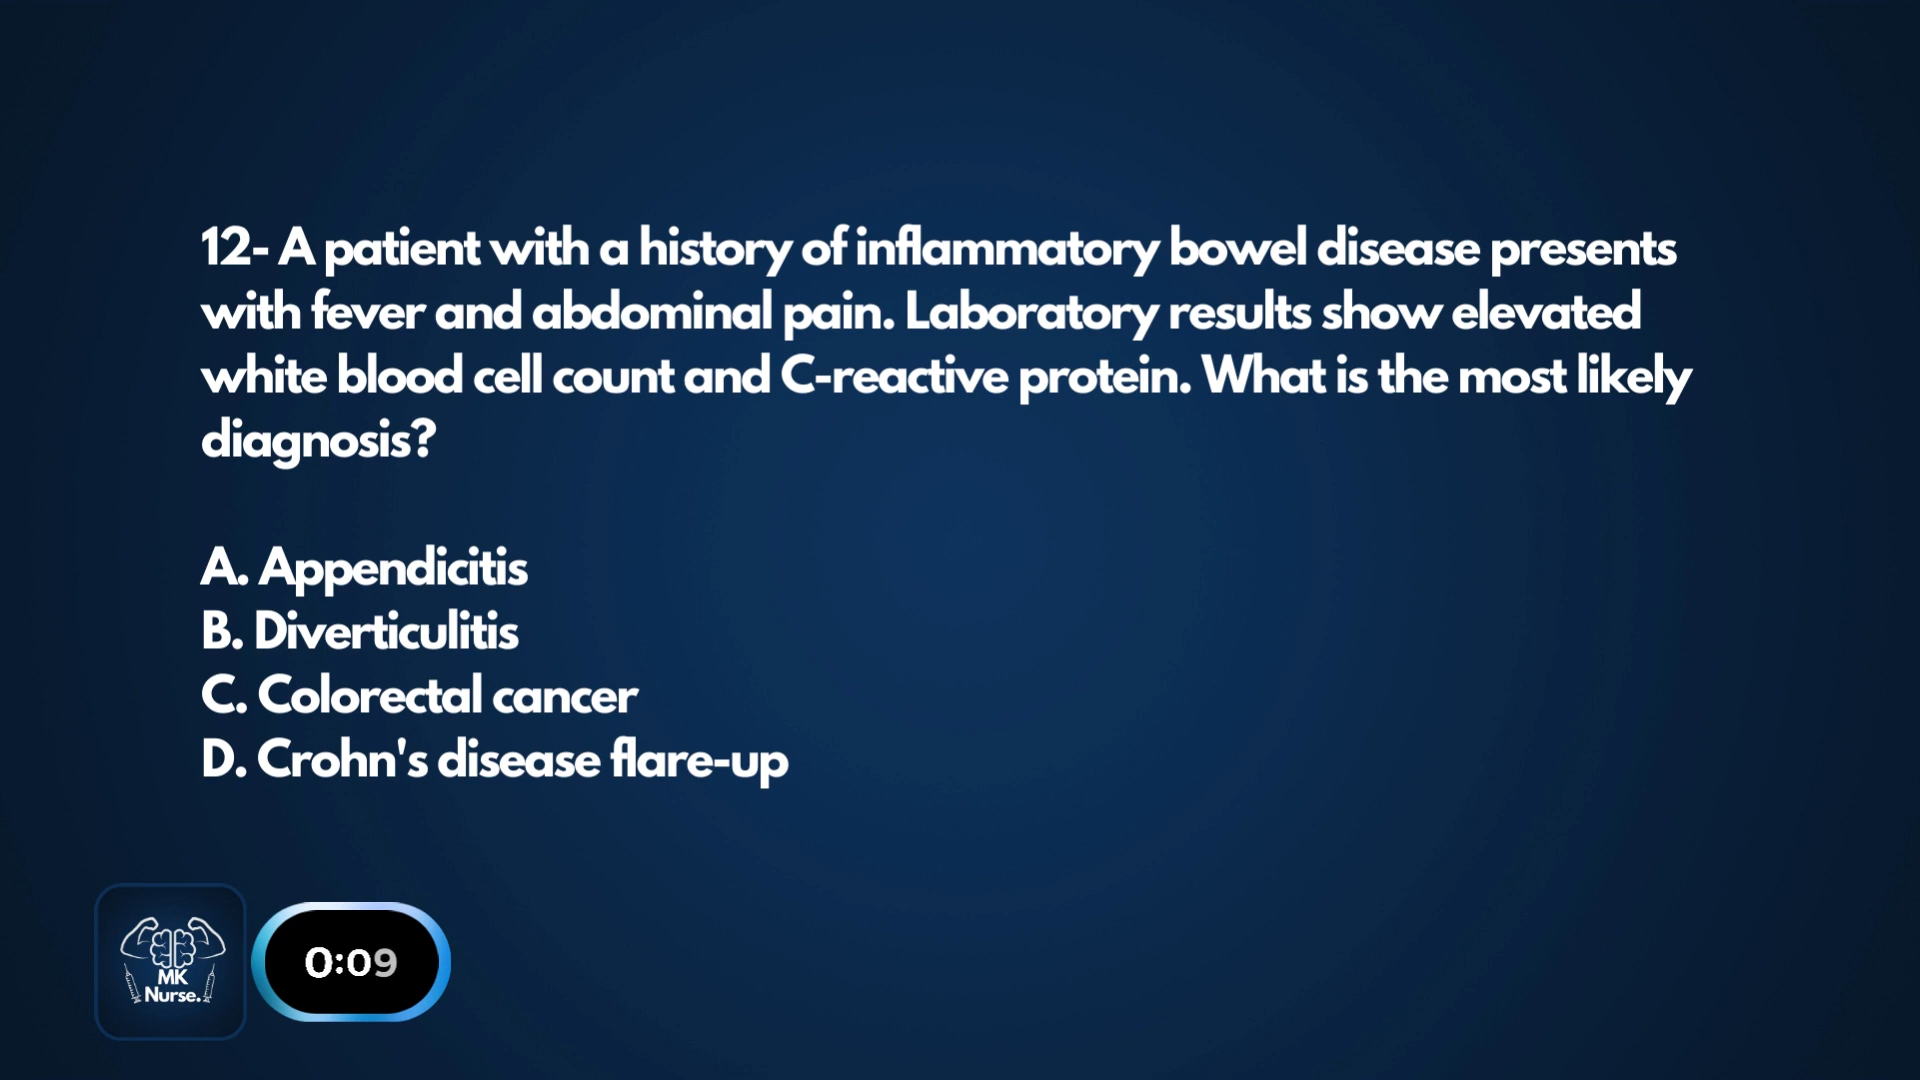 12- A patient with a history of inflammatory bowel disease presents
with fever and abdominal pain. Laboratory results show elevated
white blood cell count and C-reactive protein. What is the most likely
diagnosis?
A. Appendicitis
B. Diverticulitis
C. Colorectal cancer
D. Crohn's disease flare-up
MK
Nurse.
0:09